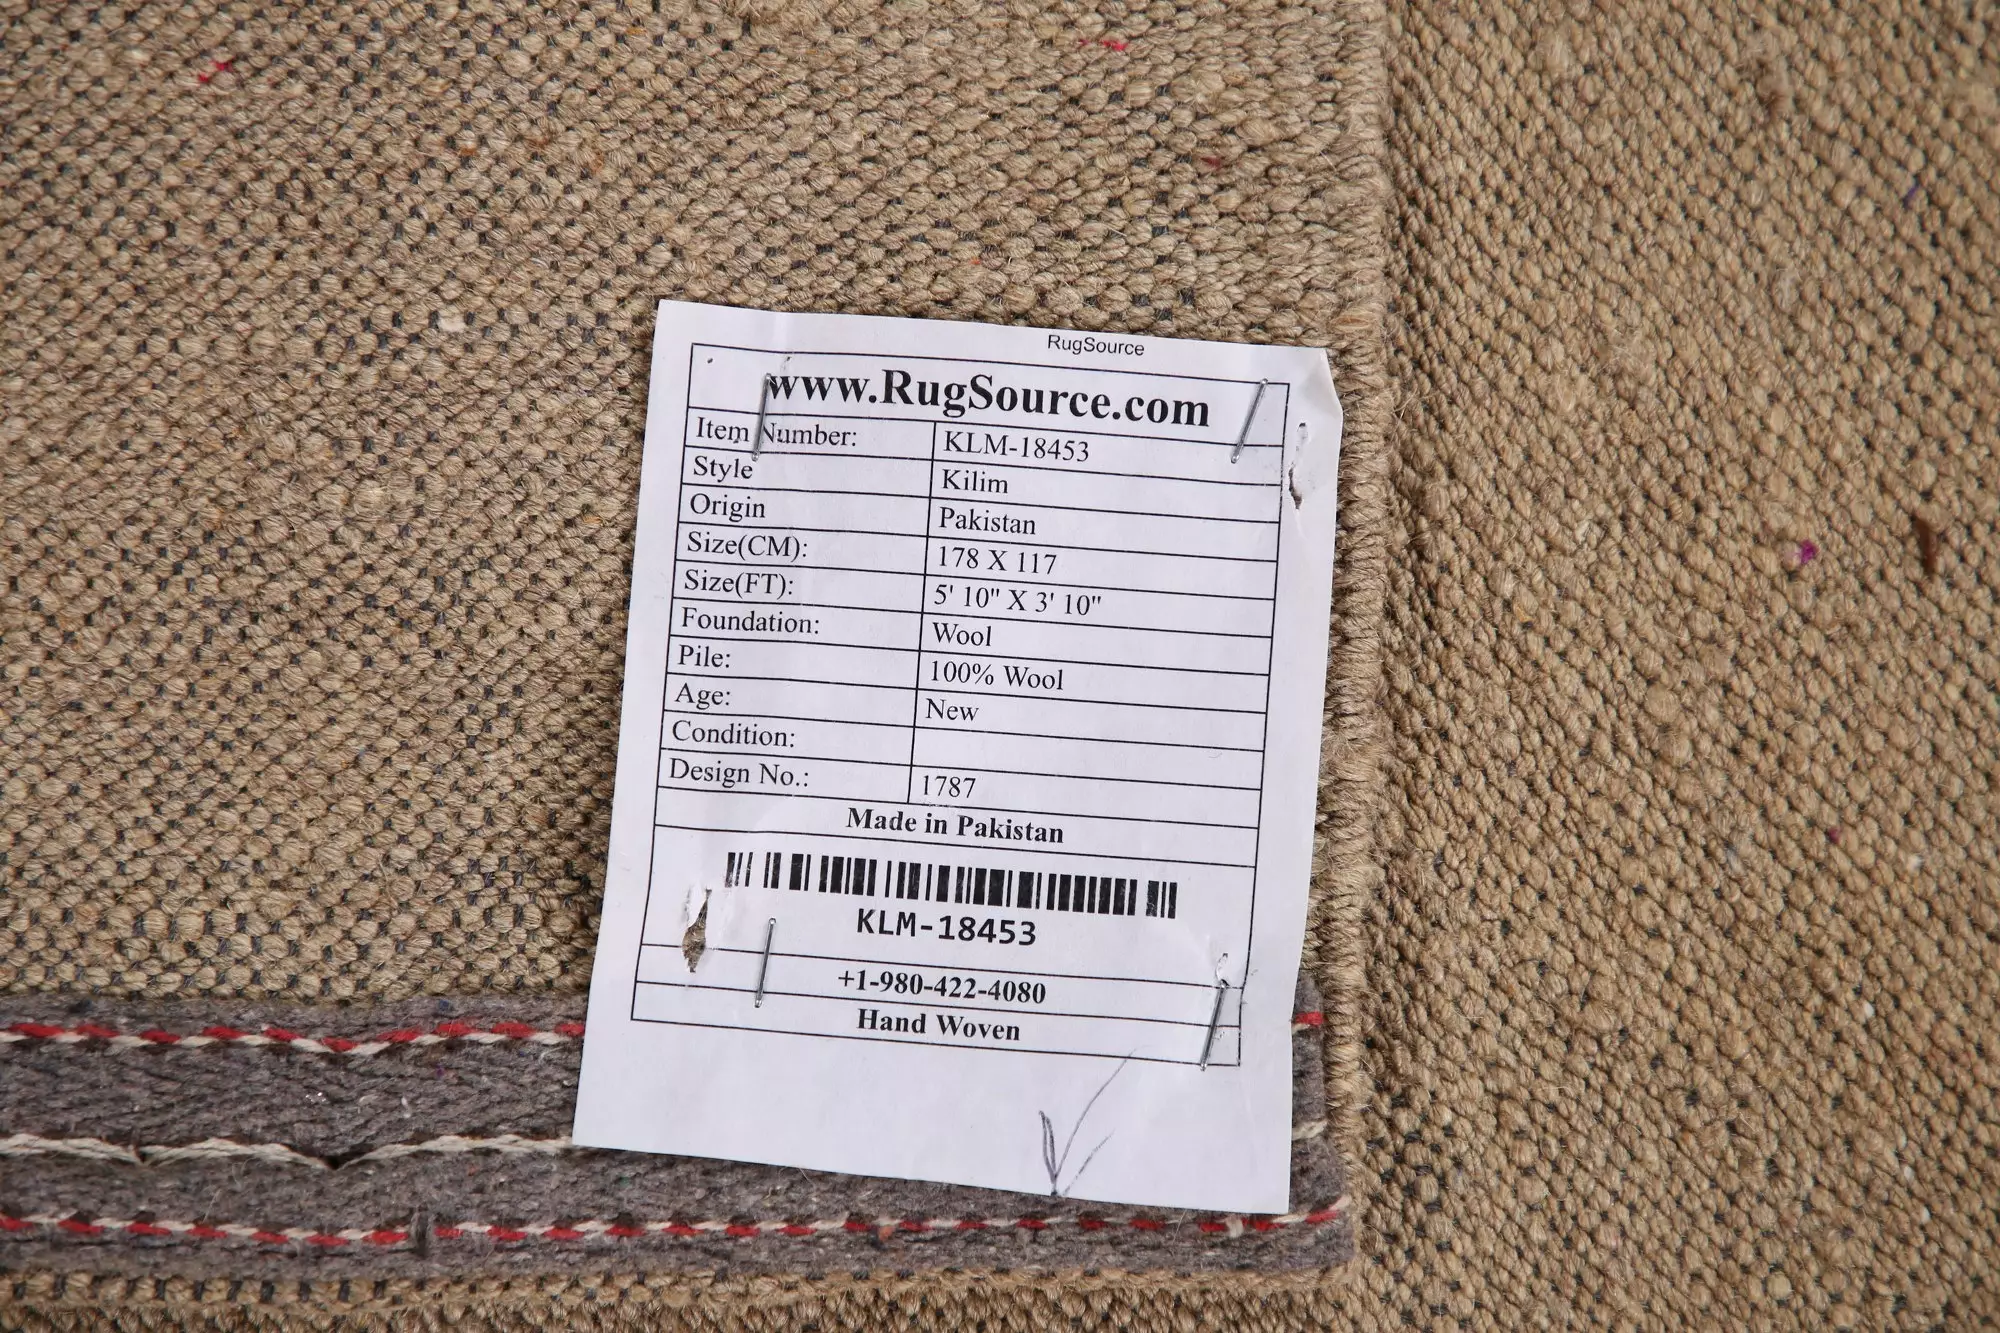 RugSource
www.RugSource.com
Item Number: KLM-18453
Style Kilim
Origin Pakistan
Size(CM): 178 X 117
Size(FT): 5' 10" X 3' 10"
Foundation: Wool
Pile: 100% Wool
Age: New
Condition:
Design No.: 1787
Made in Pakistan
KLM-18453
+1-980-422-4080
Hand Woven